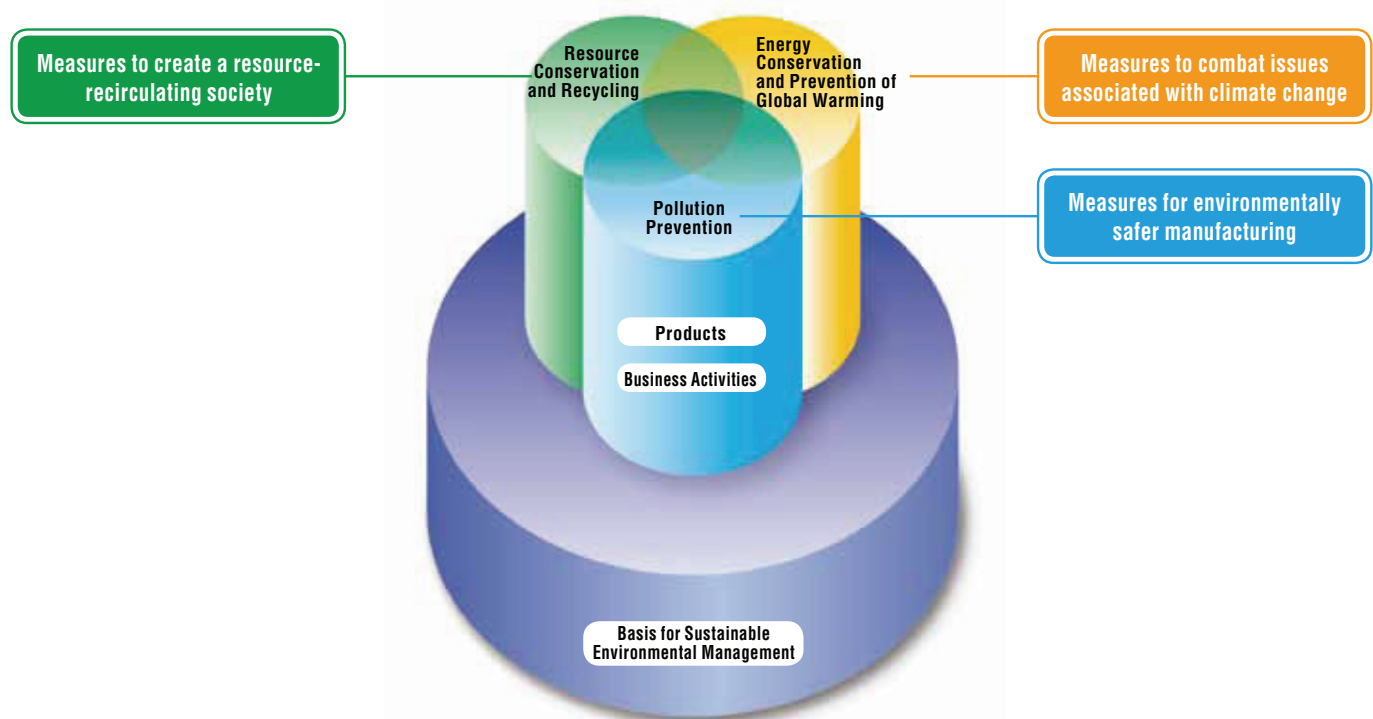 Measures to create a resource-
recirculating society
Resource
Conservation
and Recycling
Energy
Conservation
and Prevention of
Global Warming
Measures to combat issues
associated with climate change
Measures for environmentally
safer manufacturing
Pollution
Prevention
Products
Business Activities
Basis for Sustainable
Environmental Management